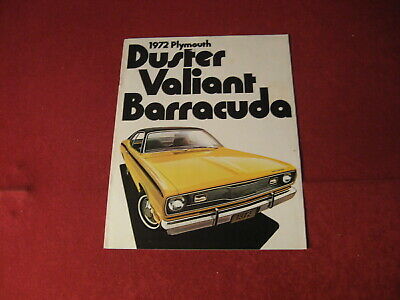 1972 Plymouth
Duster
Valiant
Barracuda